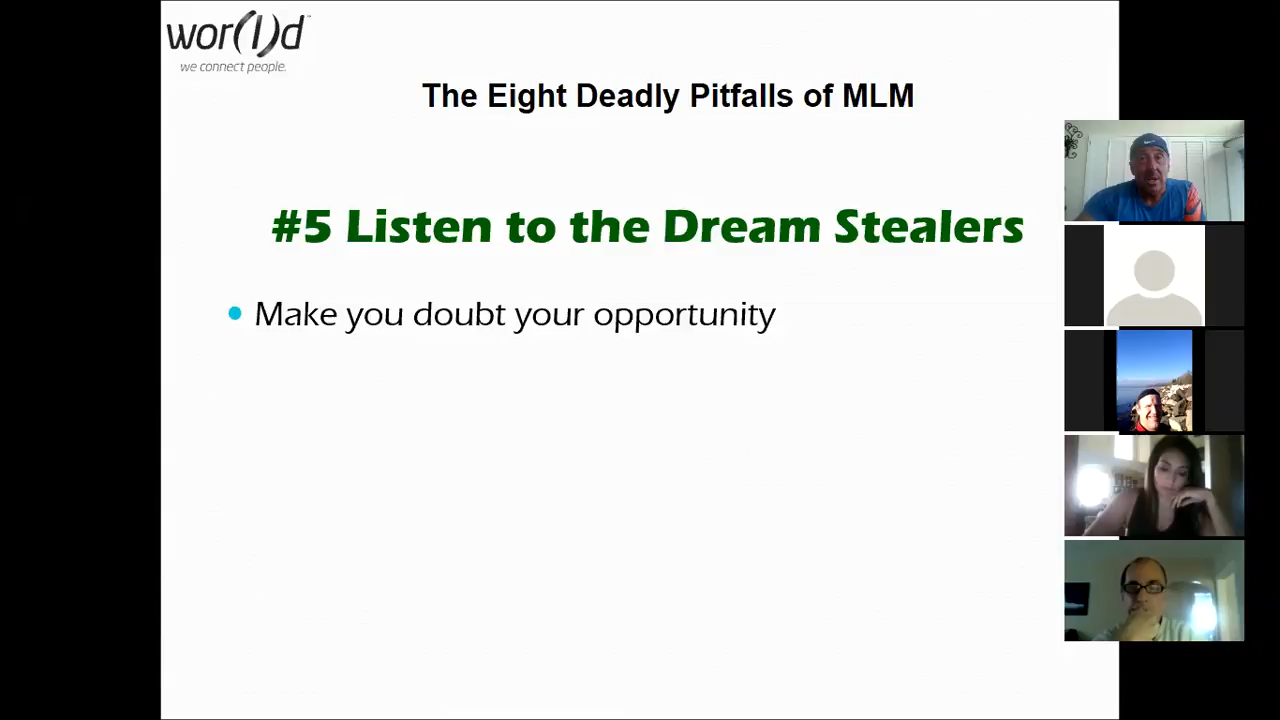 wor(l)d
we connect people.
The Eight Deadly Pitfalls of MLM
#5 Listen to the Dream Stealers
Make you doubt your opportunity